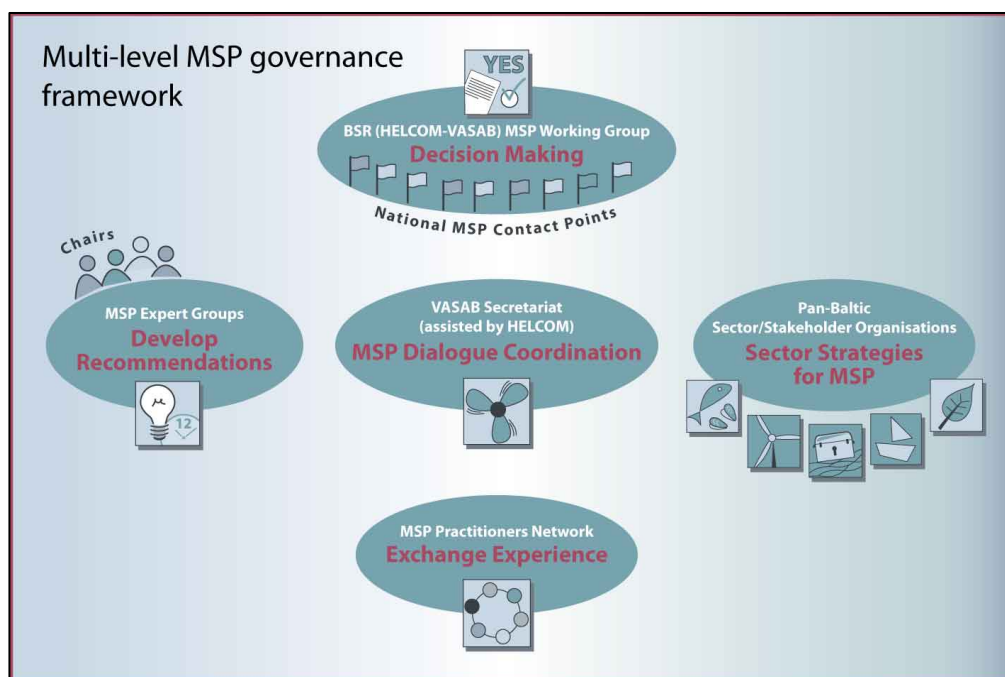 Multi-level MSP governance
framework
YES
BSR (HELCOM-VASAB) MSP Working Group
Decision Making
National MSP Contact Points
Chairs
MSP Expert Groups
Develop
Recommendations
12
VASAB Secretariat
(assisted by HELCOM)
MSP Dialogue Coordination
Pan-Baltic
Sector/Stakeholder Organisations
Sector Strategies
for MSP
MSP Practitioners Network
Exchange Experience